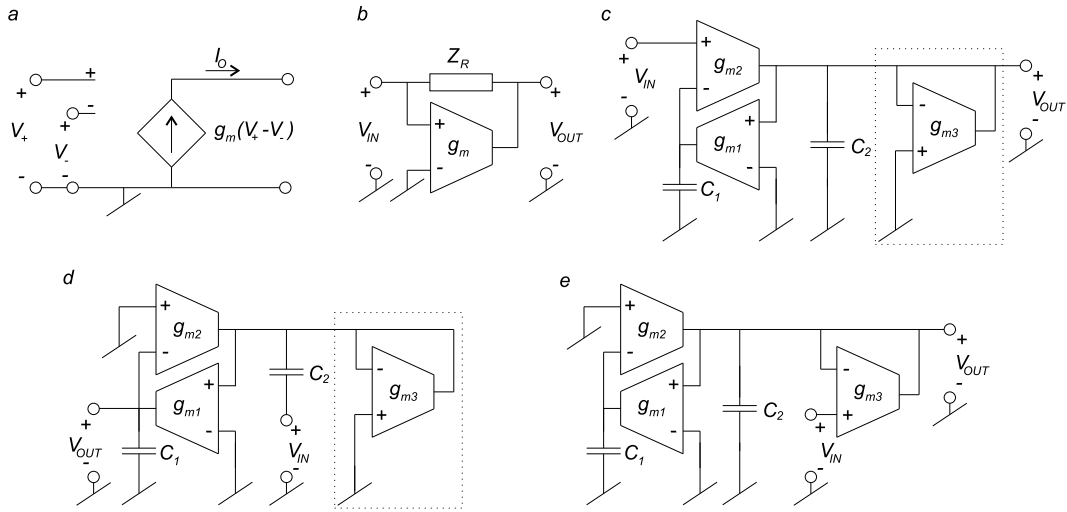 a
I_O
+
+
-
+
V_+
V_-
g_m(V_+-V_-)
-
-
b
Z_R
+
+
V_IN
+
g_m
-
V_OUT
-
-
c
+
g_m2
+
V_IN
-
-
+
g_m1
-
C_1
C_2
-
g_m3
+
+
V_OUT
-
d
+
g_m2
-
+
g_m1
-
+
V_OUT
-
C_1
C_2
+
V_IN
-
-
g_m3
+
e
+
g_m2
-
+
g_m1
-
C_1
C_2
-
g_m3
+
+
V_IN
-
+
V_OUT
-